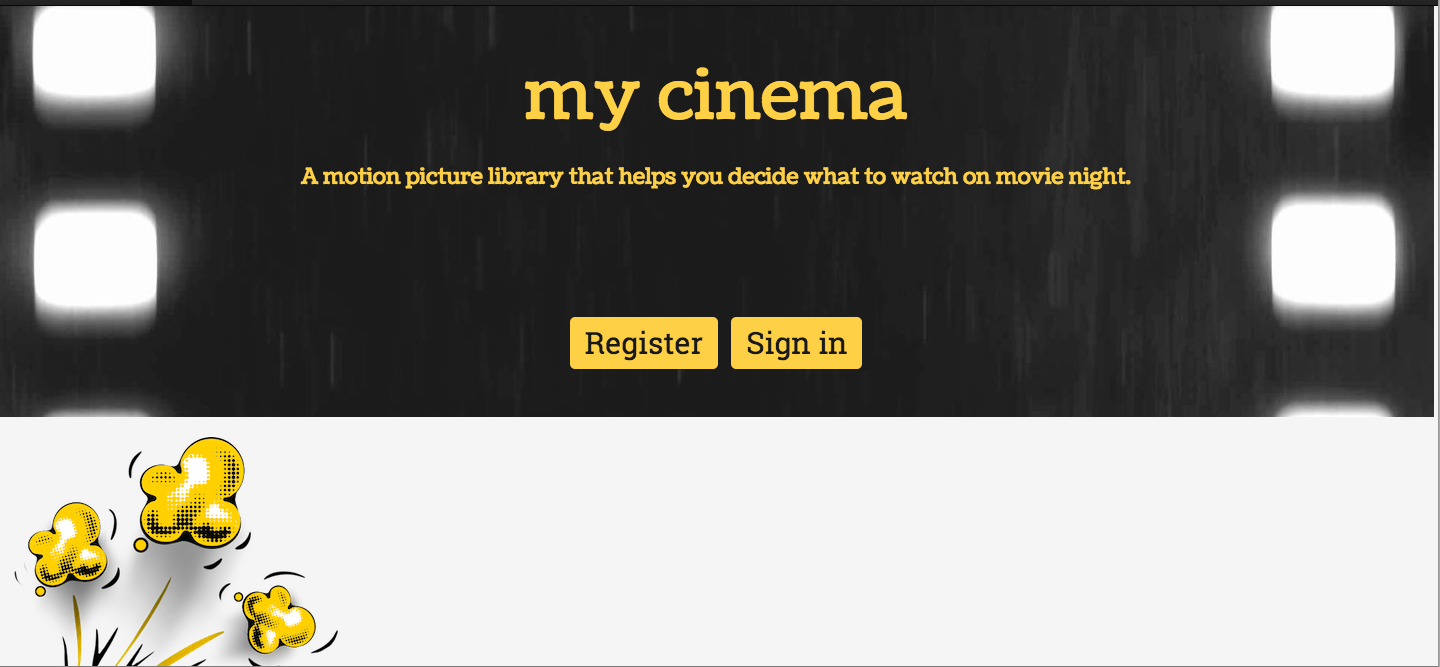 my cinema
A motion picture library that helps you decide what to watch on movie night.
Register Sign in